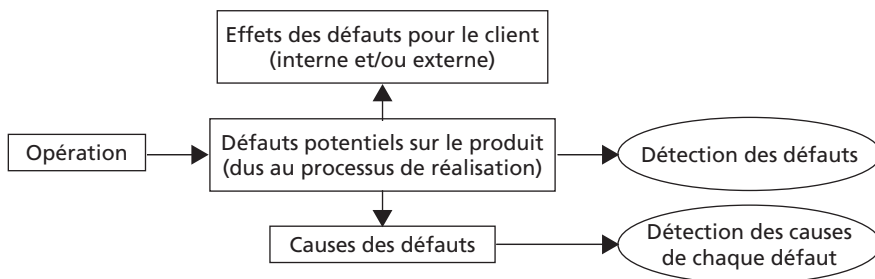 Effets des défauts pour le client
(interne et/ou externe)
Opération
Défauts potentiels sur le produit
(dus au processus de réalisation)
Détection des défauts
Causes des défauts
Détection des causes
de chaque défaut